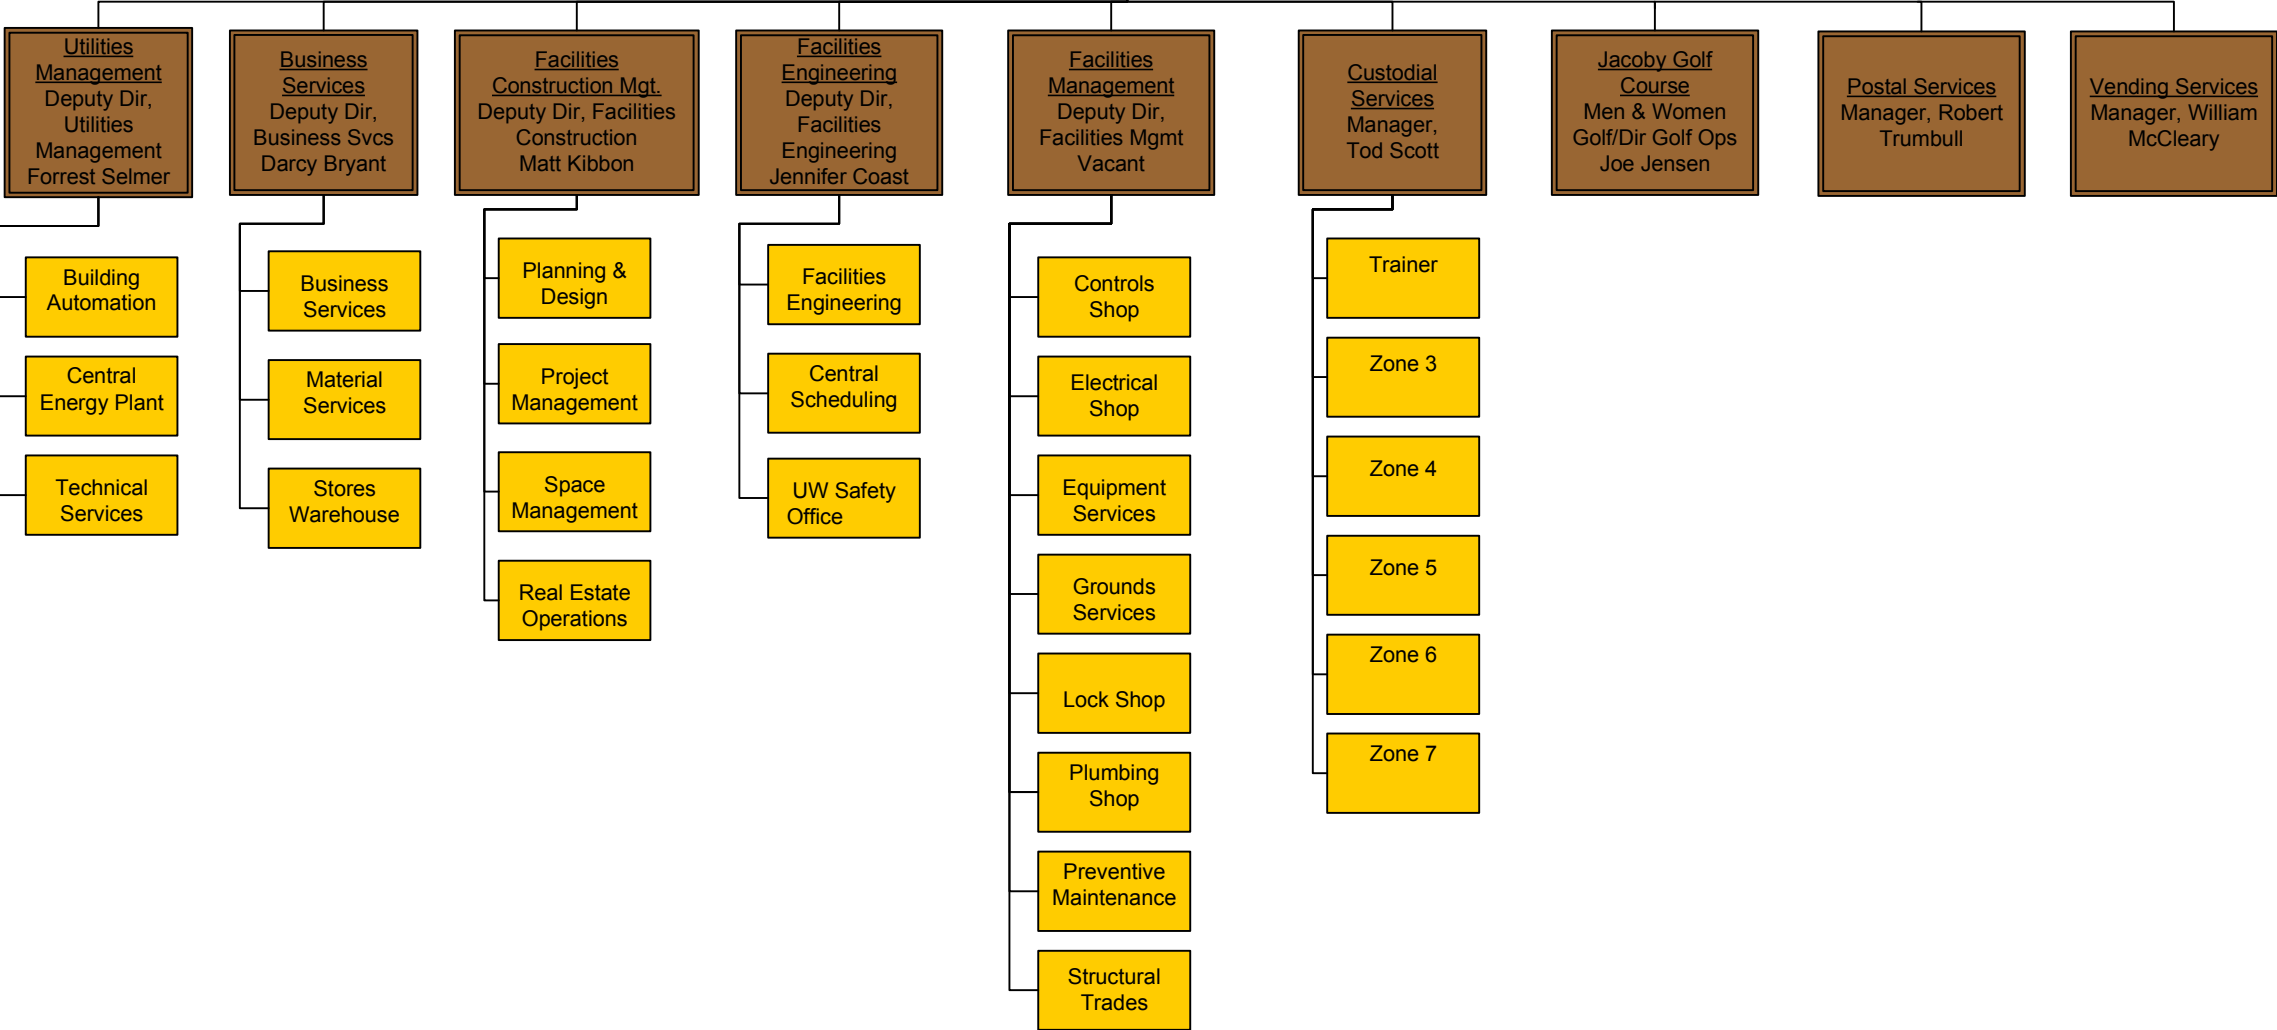 Utilities
Management
Deputy Dir,
Utilities
Management
Forrest Selmer
Business
Services
Deputy Dir,
Business Svcs
Darcy Bryant
Facilities
Construction Mgt.
Deputy Dir, Facilities
Construction
Matt Kibbon
Facilities
Engineering
Deputy Dir,
Facilities
Engineering
Jennifer Coast
Facilities
Management
Deputy Dir,
Facilities Mgmt
Vacant
Custodial
Services
Manager,
Tod Scott
Jacoby Golf
Course
Men & Women
Golf/Dir Golf Ops
Joe Jensen
Postal Services
Manager, Robert
Trumbull
Vending Services
Manager, William
McCleary
Building
Automation
Central
Energy Plant
Technical
Services
Business
Services
Material
Services
Stores
Warehouse
Planning &
Design
Project
Management
Space
Management
Real Estate
Operations
Facilities
Engineering
Central
Scheduling
UW Safety
Office
Controls
Shop
Electrical
Shop
Equipment
Services
Grounds
Services
Lock Shop
Plumbing
Shop
Preventive
Maintenance
Structural
Trades
Trainer
Zone 3
Zone 4
Zone 5
Zone 6
Zone 7